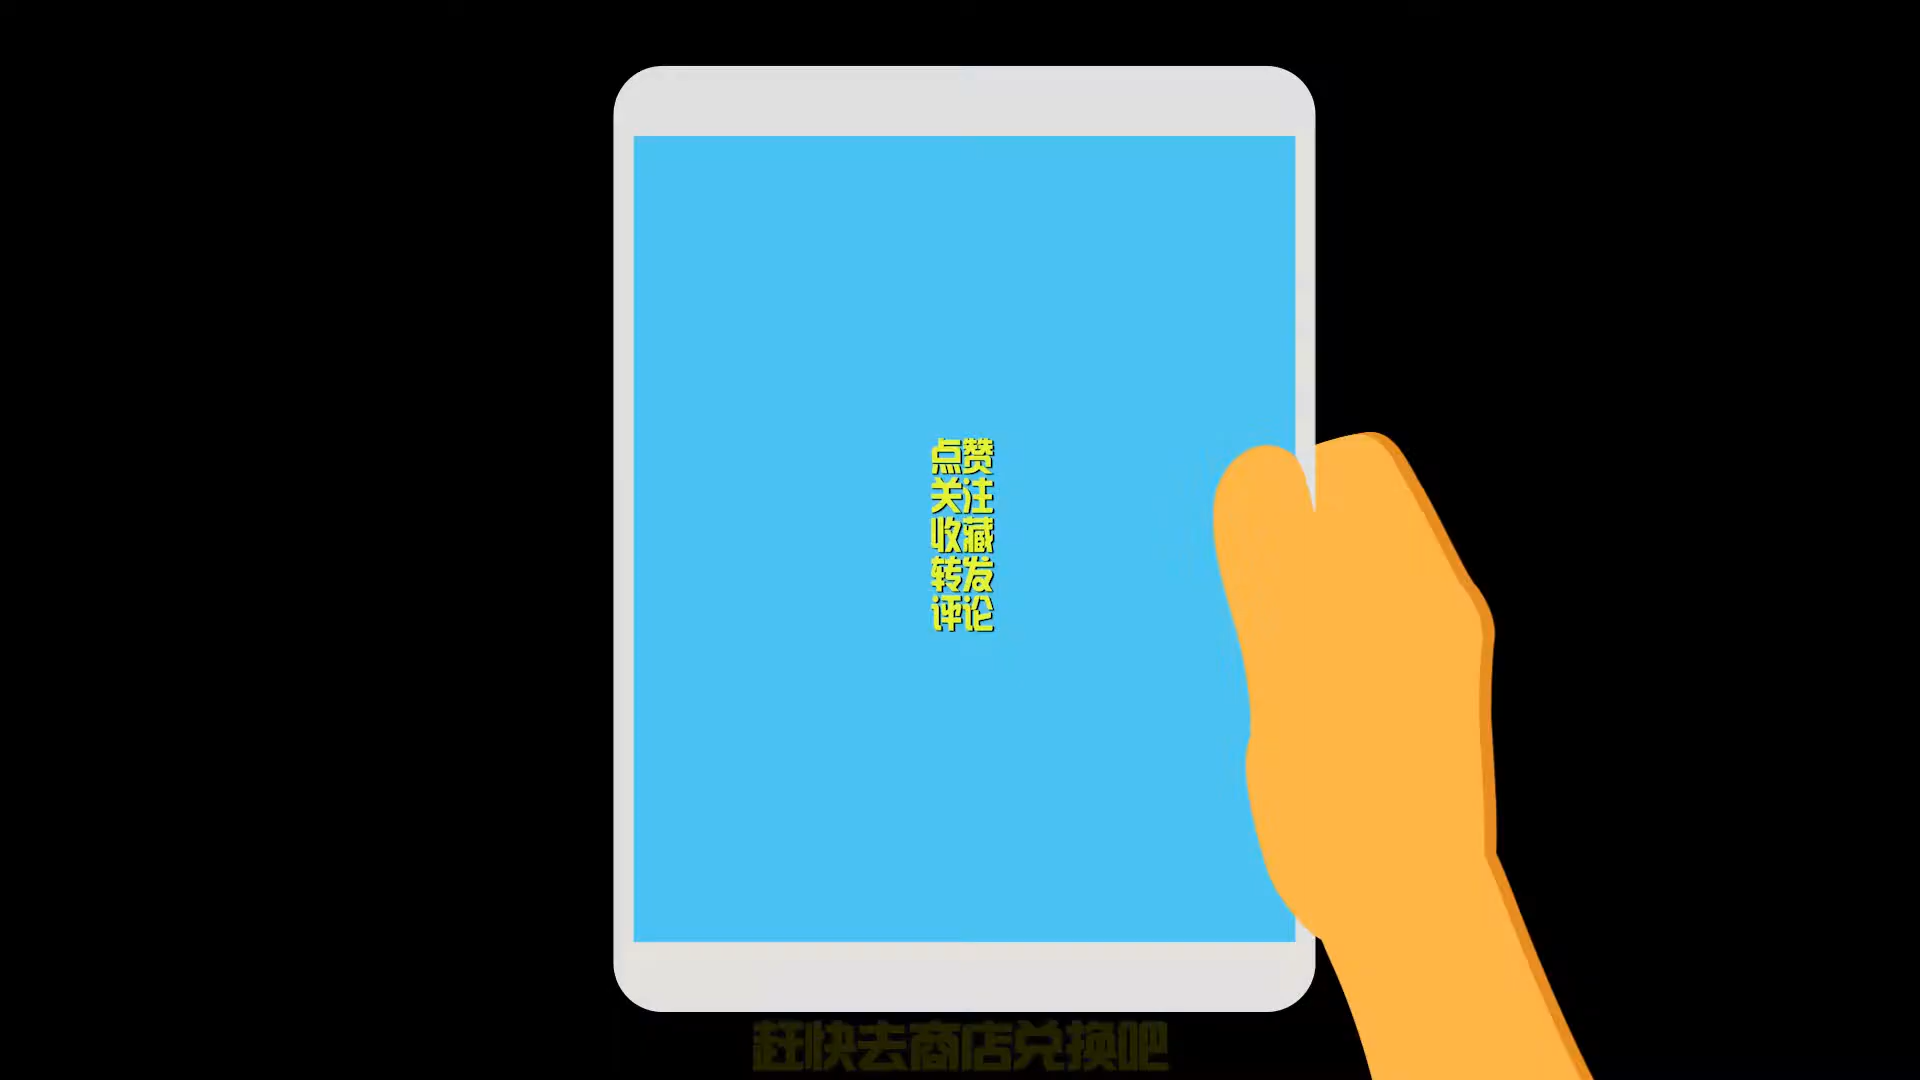 点赞
关注
收藏
转发
评论
赶快去商店兑换吧